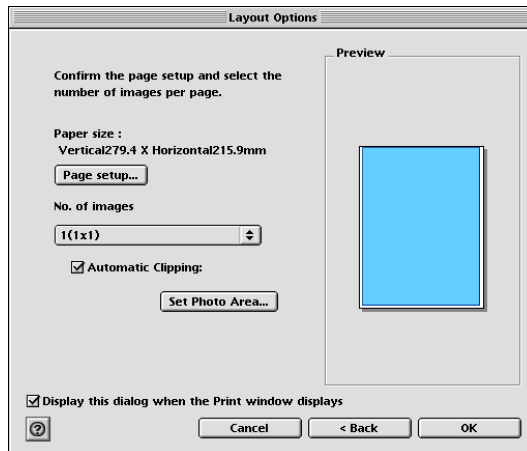 Layout Options
Preview
Confirm the page setup and select the
number of images per page.
Paper size :
Vertical279.4 X Horizontal215.9mm
Page setup...
No. of images
1(1x1)
Automatic Clipping:
Set Photo Area...
Display this dialog when the Print window displays
?
Cancel
< Back
OK